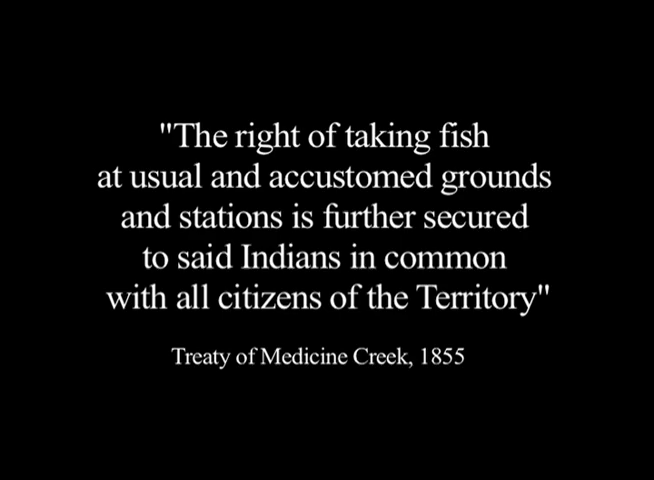 "The right of taking fish
at usual and accustomed grounds
and stations is further secured
to said Indians in common
with all citizens of the Territory"
Treaty of Medicine Creek, 1855